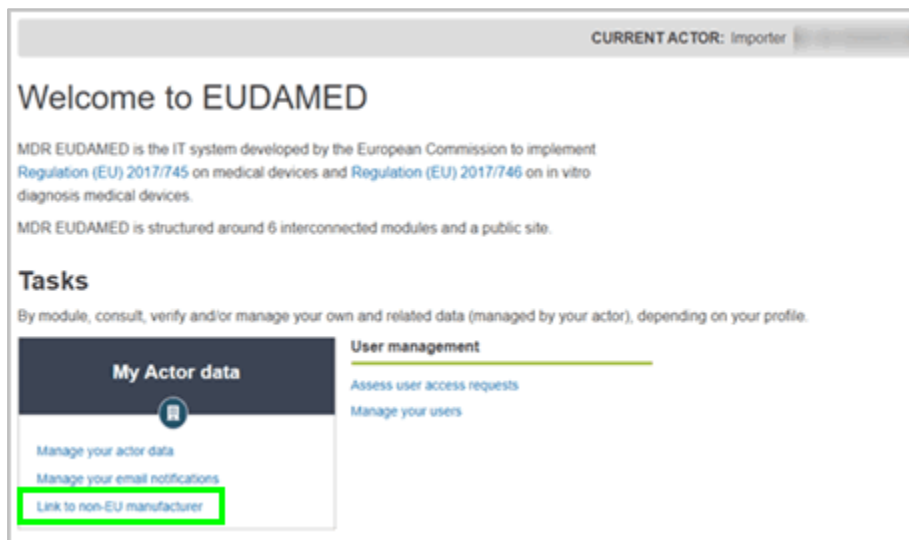 CURRENT ACTOR: Importer
Welcome to EUDAMED
MDR EUDAMED is the IT system developed by the European Commission to implement
Regulation (EU) 2017/745 on medical devices and Regulation (EU) 2017/746 on in vitro
diagnosis medical devices.
MDR EUDAMED is structured around 6 interconnected modules and a public site.
Tasks
By module, consult, verify and/or manage your own and related data (managed by your actor), depending on your profile.
My Actor data
Manage your actor data
Manage your email notifications
Link to non-EU manufacturer
User management
Assess user access requests
Manage your users